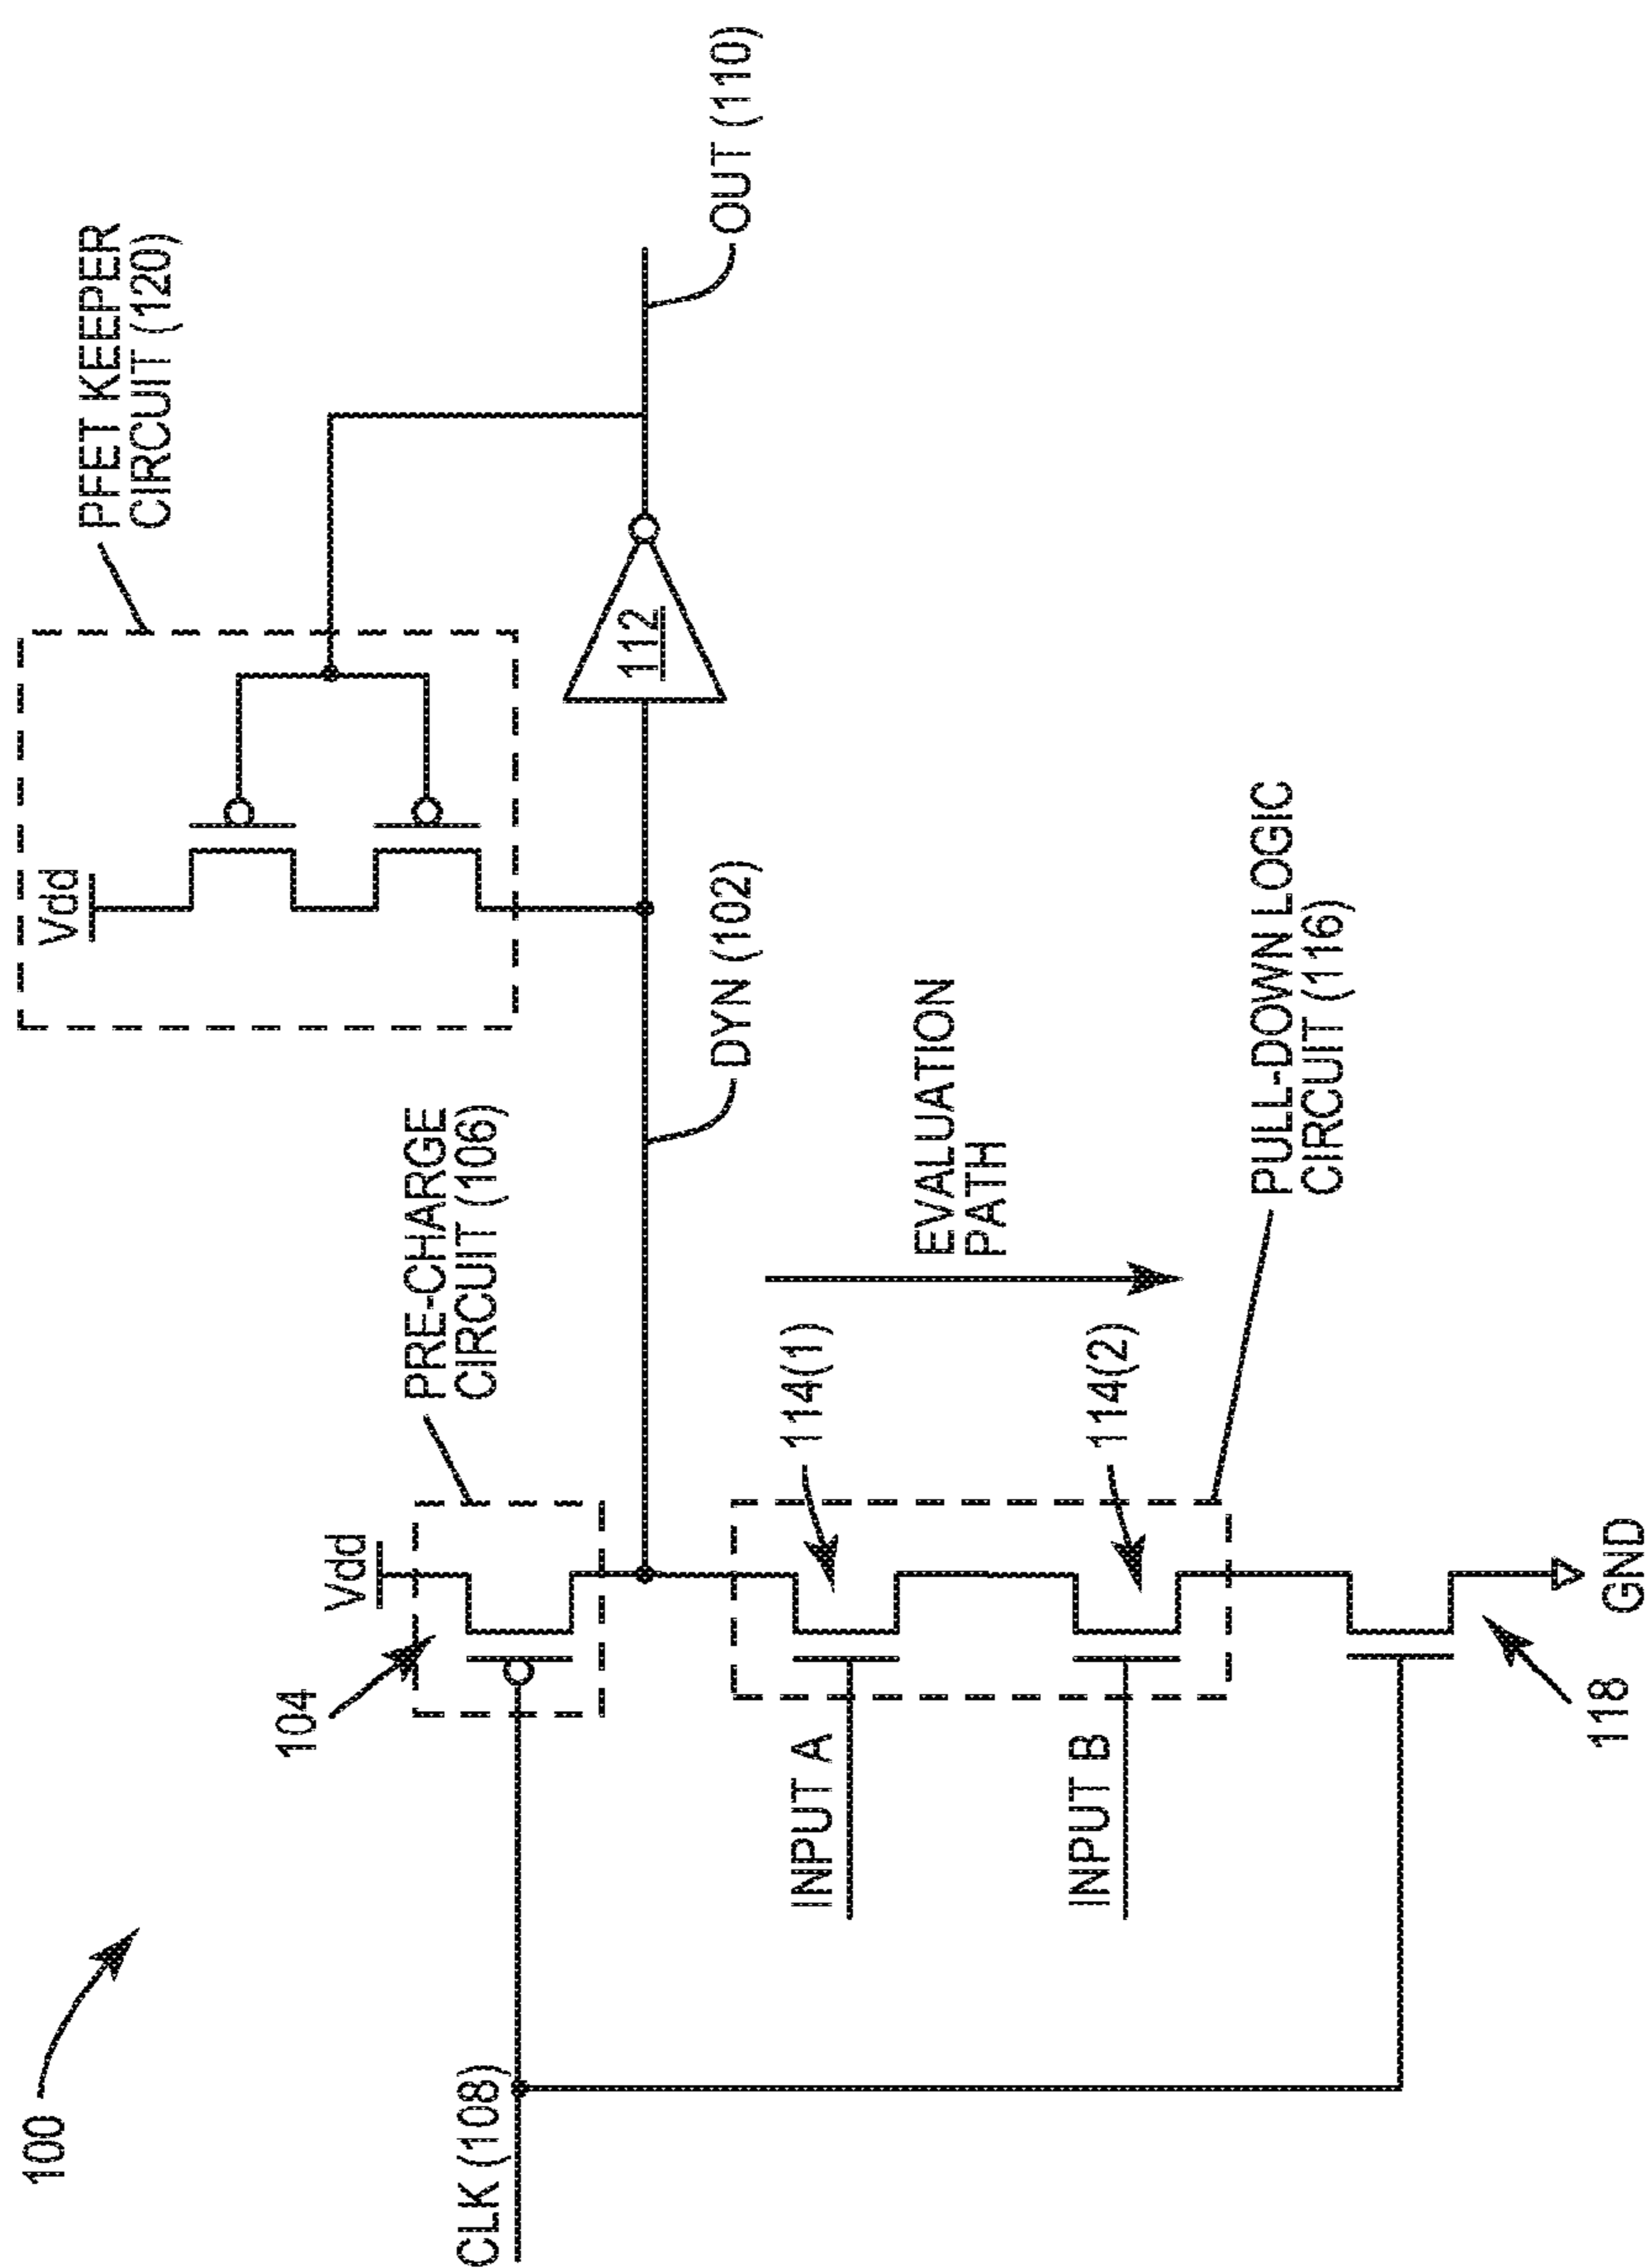 100
PFET KEEPER
CIRCUIT (120)
Vdd
PRE-CHARGE
CIRCUIT (106)
Vdd
104
CLK (108)
112
OUT (110)
DYN (102)
INPUT A
114(1)
EVALUATION
PATH
INPUT B
114(2)
PULL-DOWN LOGIC
CIRCUIT (116)
118
GND